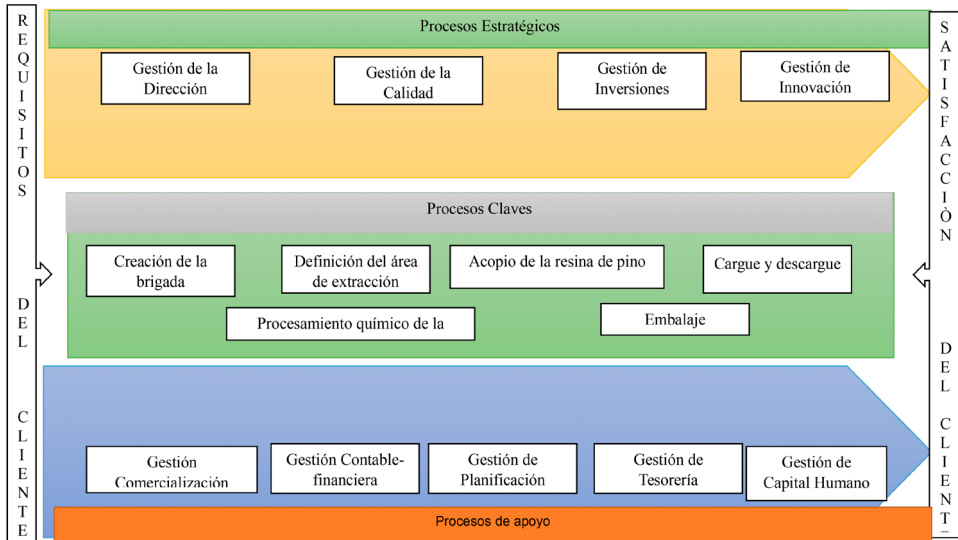 REQUISITOS DEL CLIENTE
Procesos Estratégicos
Gestión de la
Dirección
Gestión de la
Calidad
Gestión de
Inversiones
Gestión de
Innovación
Procesos Claves
Creación de la
brigada
Definición del área
de extracción
Acopio de la resina de pino
Cargue y descargue
Procesamiento químico de la
Embalaje
Gestión
Comercialización
Gestión Contable-
financiera
Gestión de
Planificación
Gestión de
Tesorería
Gestión de
Capital Humano
Procesos de apoyo
SATISFACCIÒN DEL CLIENT